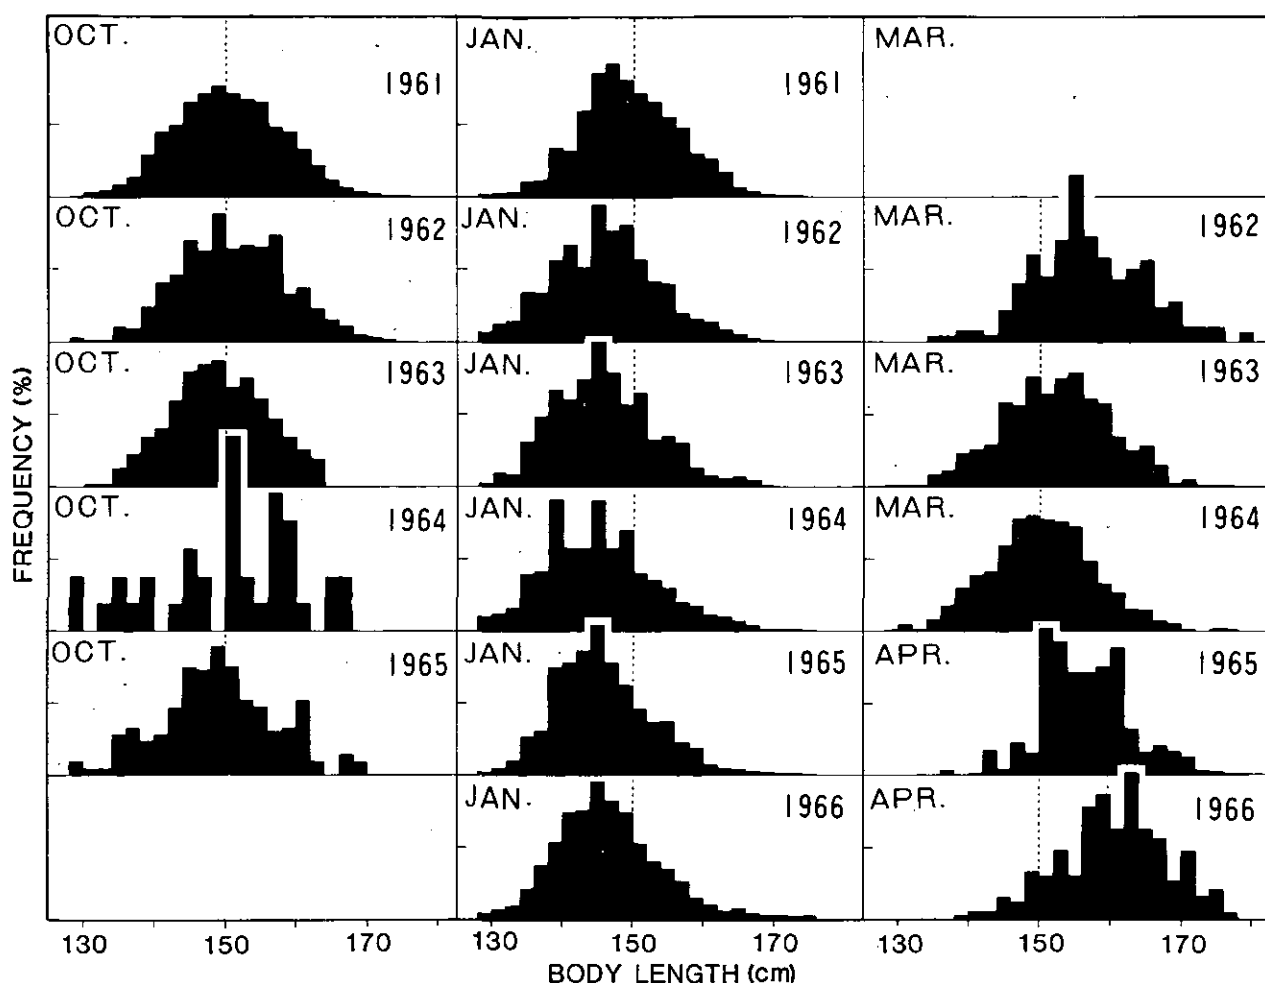 OCT. JAN. MAR.
1961 1961
OCT. JAN. MAR.
1962 1962 1962
OCT. JAN. MAR.
1963 1963 1963
OCT. JAN. MAR.
1964 1964 1964
OCT. JAN. APR.
1965 1965 1965
JAN. APR.
1966 1966
FREQUENCY (%)
130 150 170 130 150 170 130 150 170
BODY LENGTH (cm)